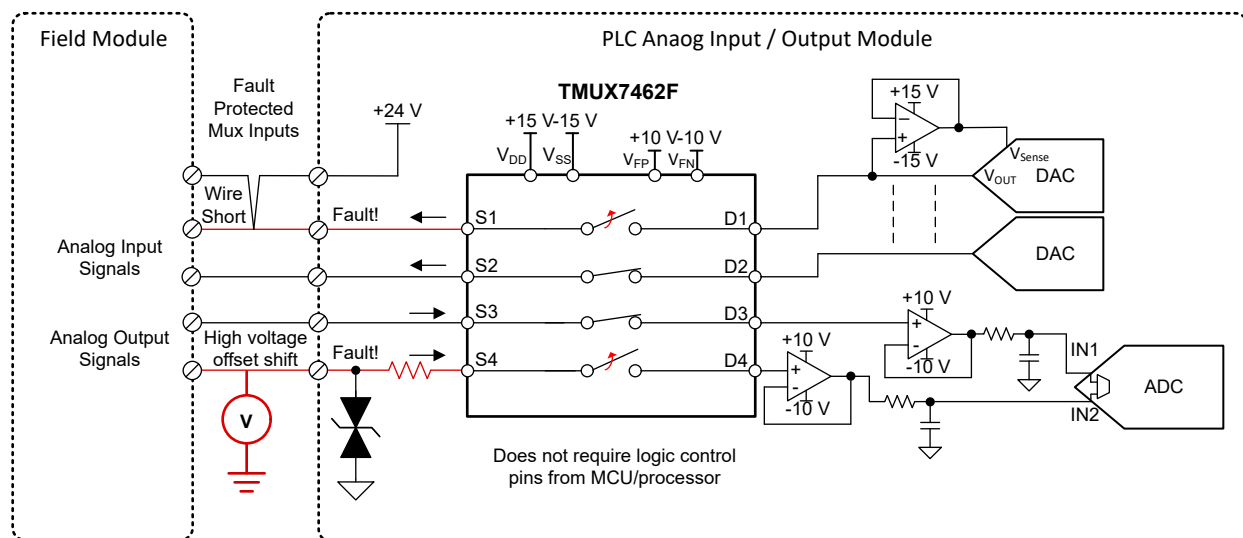 Field Module
PLC Anaog Input / Output Module
Fault
Protected
Mux Inputs
+24 V
TMUX7462F
+15 V
-15 V
+10 V
-10 V
VDD
VSS
VFP
VFN
+15 V
−
+
-15 V
VSense
VOUT
DAC
Wire
Short
Fault!
S1
D1
Analog Input
Signals
S2
D2
DAC
S3
D3
+10 V
+
-
-10 V
Analog Output
Signals
High voltage
offset shift
Fault!
S4
D4
+10 V
+
-
-10 V
IN1
IN2
ADC
V
Does not require logic control
pins from MCU/processor